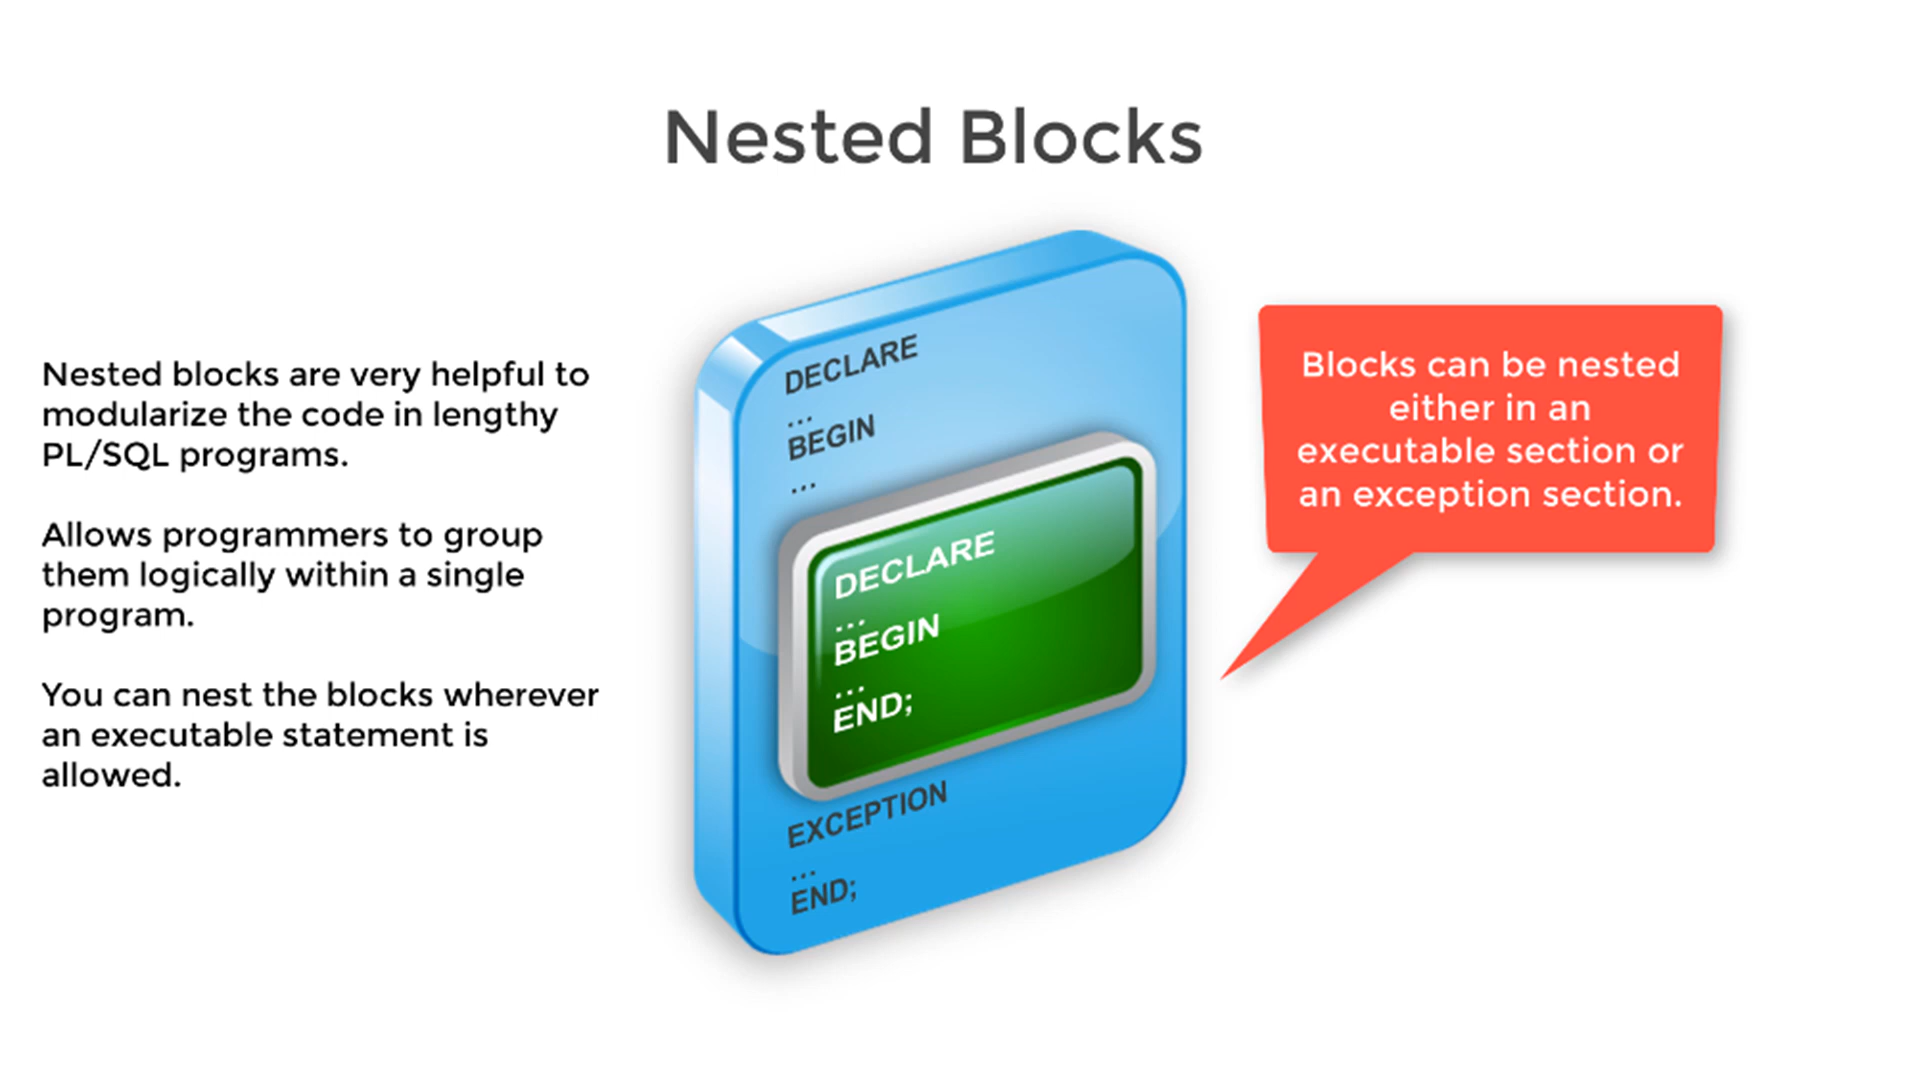 Nested Blocks
Nested blocks are very helpful to
modularize the code in lengthy
PL/SQL programs.
Allows programmers to group
them logically within a single
program.
You can nest the blocks wherever
an executable statement is
allowed.
DECLARE
...
BEGIN
...
DECLARE
...
BEGIN
...
END;
EXCEPTION
...
END;
Blocks can be nested
either in an
executable section or
an exception section.